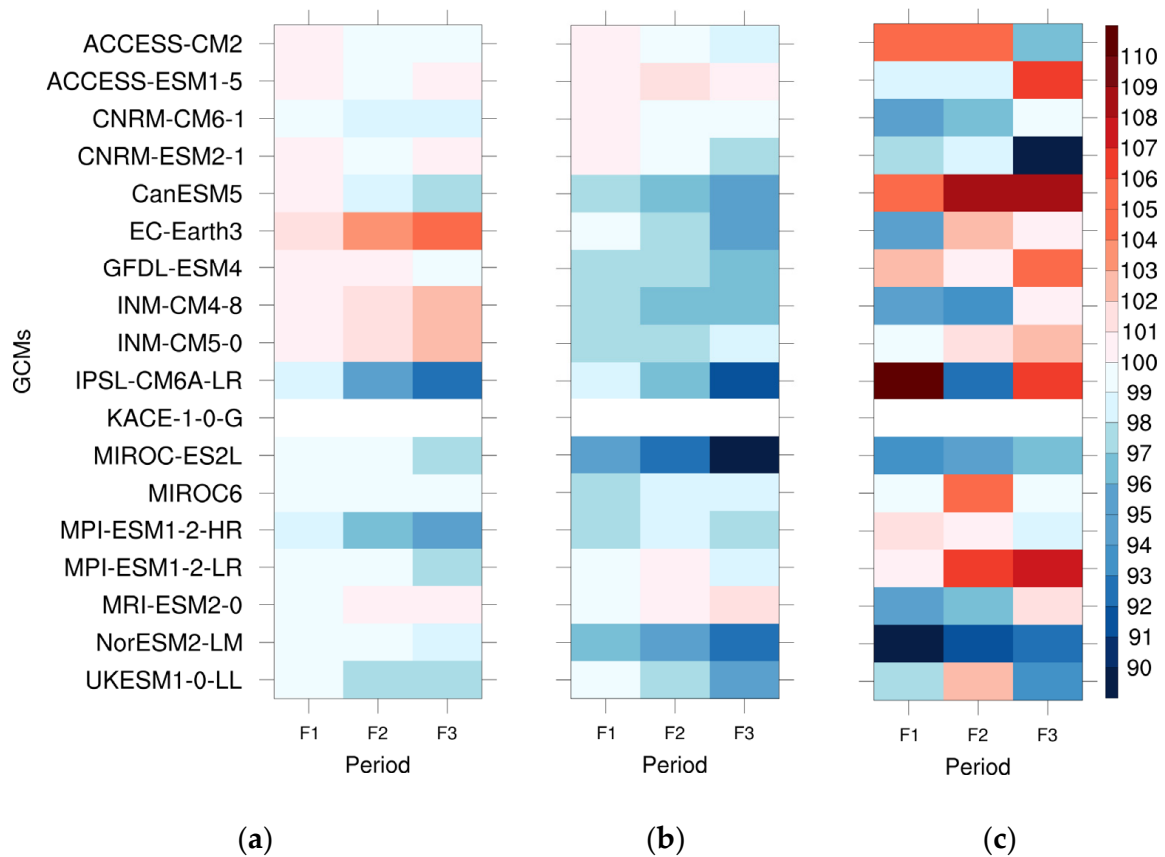 GCMs
ACCESS-CM2
ACCESS-ESM1-5
CNRM-CM6-1
CNRM-ESM2-1
CanESM5
EC-Earth3
GFDL-ESM4
INM-CM4-8
INM-CM5-0
IPSL-CM6A-LR
KACE-1-0-G
MIROC-ES2L
MIROC6
MPI-ESM1-2-HR
MPI-ESM1-2-LR
MRI-ESM2-0
NorESM2-LM
UKESM1-0-LL
F1 F2 F3
Period
(a)
F1 F2 F3
Period
(b)
F1 F2 F3
Period
(c)
110
109
108
107
106
105
104
103
102
101
100
99
98
97
96
95
94
93
92
91
90